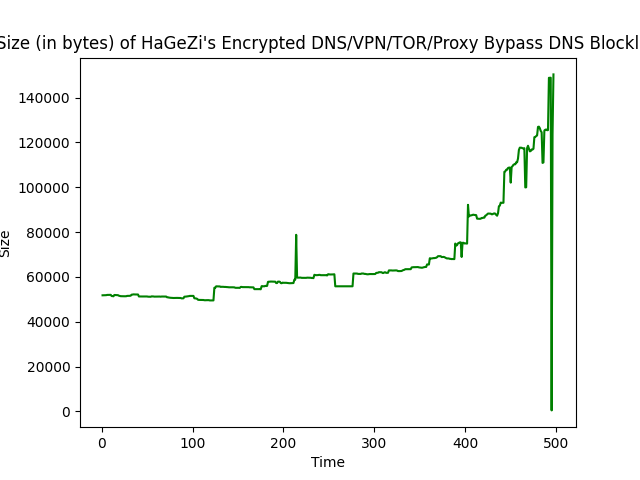 Size (in bytes) of HaGeZi's Encrypted DNS/VPN/TOR/Proxy Bypass DNS Blockl
140000
120000
100000
80000
60000
40000
20000
0
Size
0 100 200 300 400 500
Time